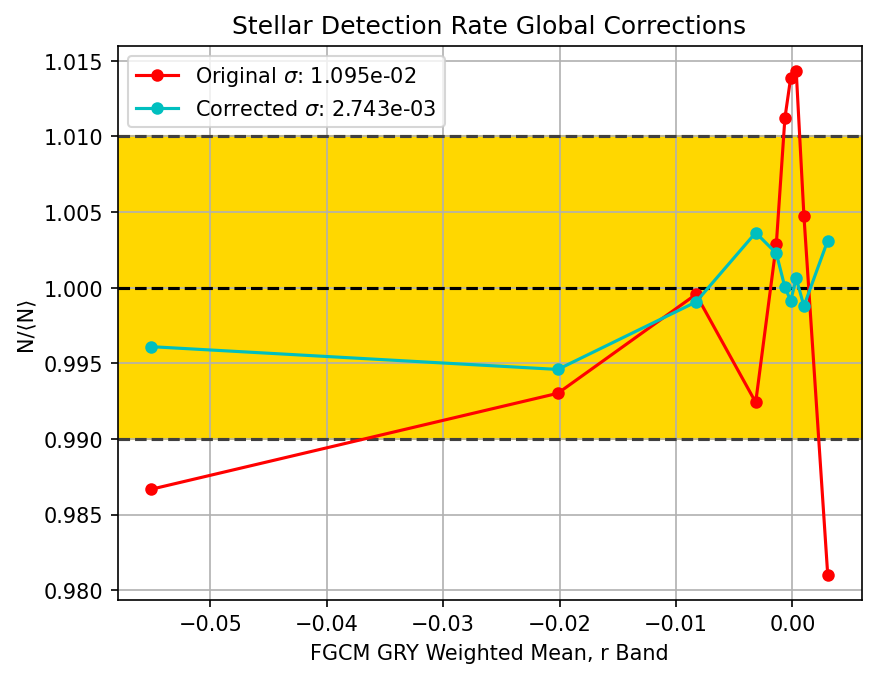 Stellar Detection Rate Global Corrections
Original σ: 1.095e-02
Corrected σ: 2.743e-03
1.015
1.010
1.005
1.000
0.995
0.990
0.985
0.980
N/⟨N⟩
−0.05 −0.04 −0.03 −0.02 −0.01 0.00
FGCM GRY Weighted Mean, r Band